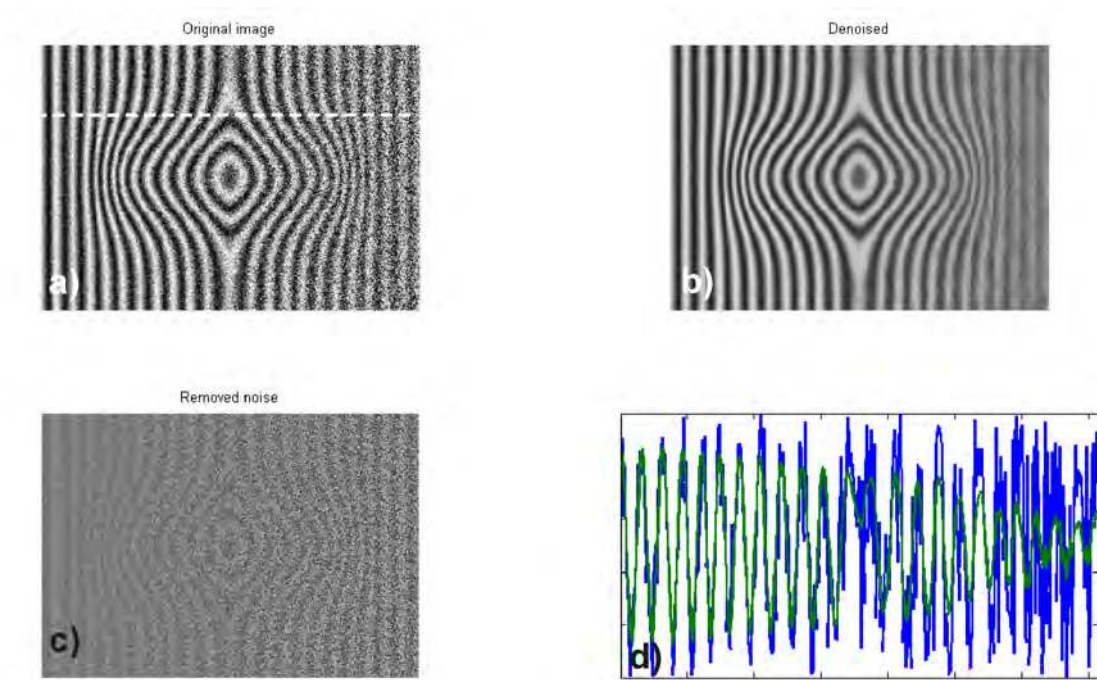 Original image
Denoised
a)
b)
Removed noise
c)
d)